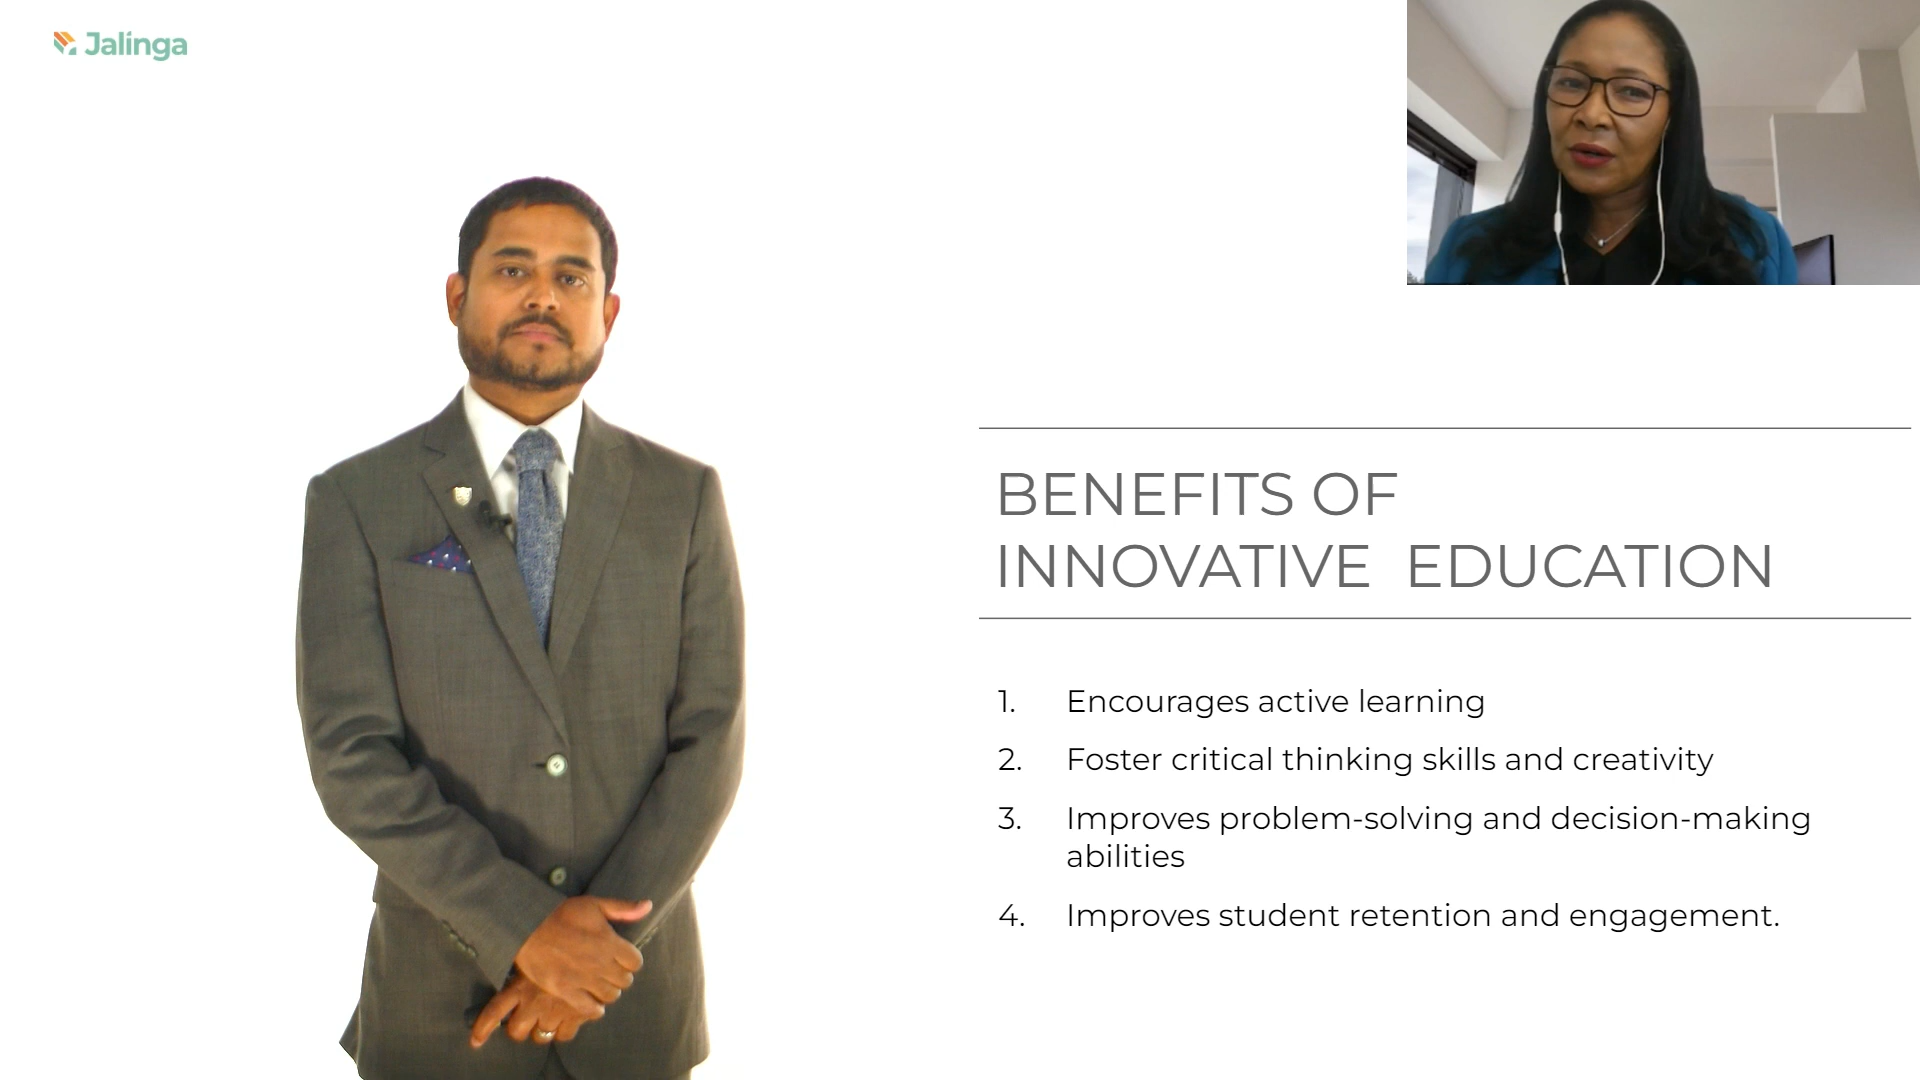 Jalinga
BENEFITS OF
INNOVATIVE EDUCATION
1. Encourages active learning
2. Foster critical thinking skills and creativity
3. Improves problem-solving and decision-making
abilities
4. Improves student retention and engagement.